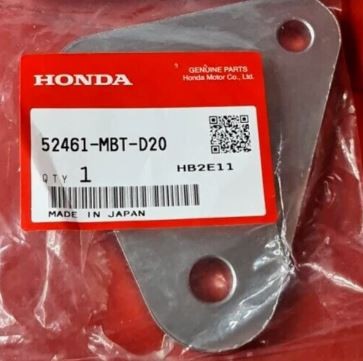 HONDA
GENUINE PARTS
Honda Motor Co., Ltd.
52461-MBT-D20
QTY 1
HB2E11
MADE IN JAPAN